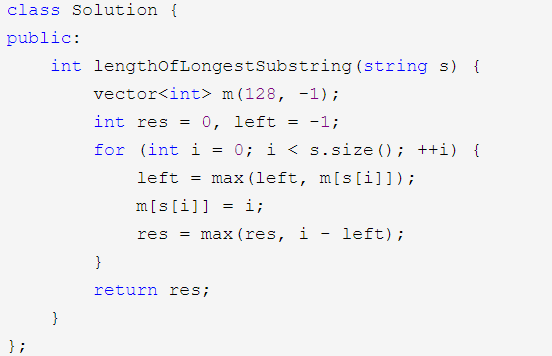 class Solution {
public:
    int lengthOfLongestSubstring(string s) {
        vector<int> m(128, -1);
        int res = 0, left = -1;
        for (int i = 0; i < s.size(); ++i) {
            left = max(left, m[s[i]]);
            m[s[i]] = i;
            res = max(res, i - left);
        }
        return res;
    }
};